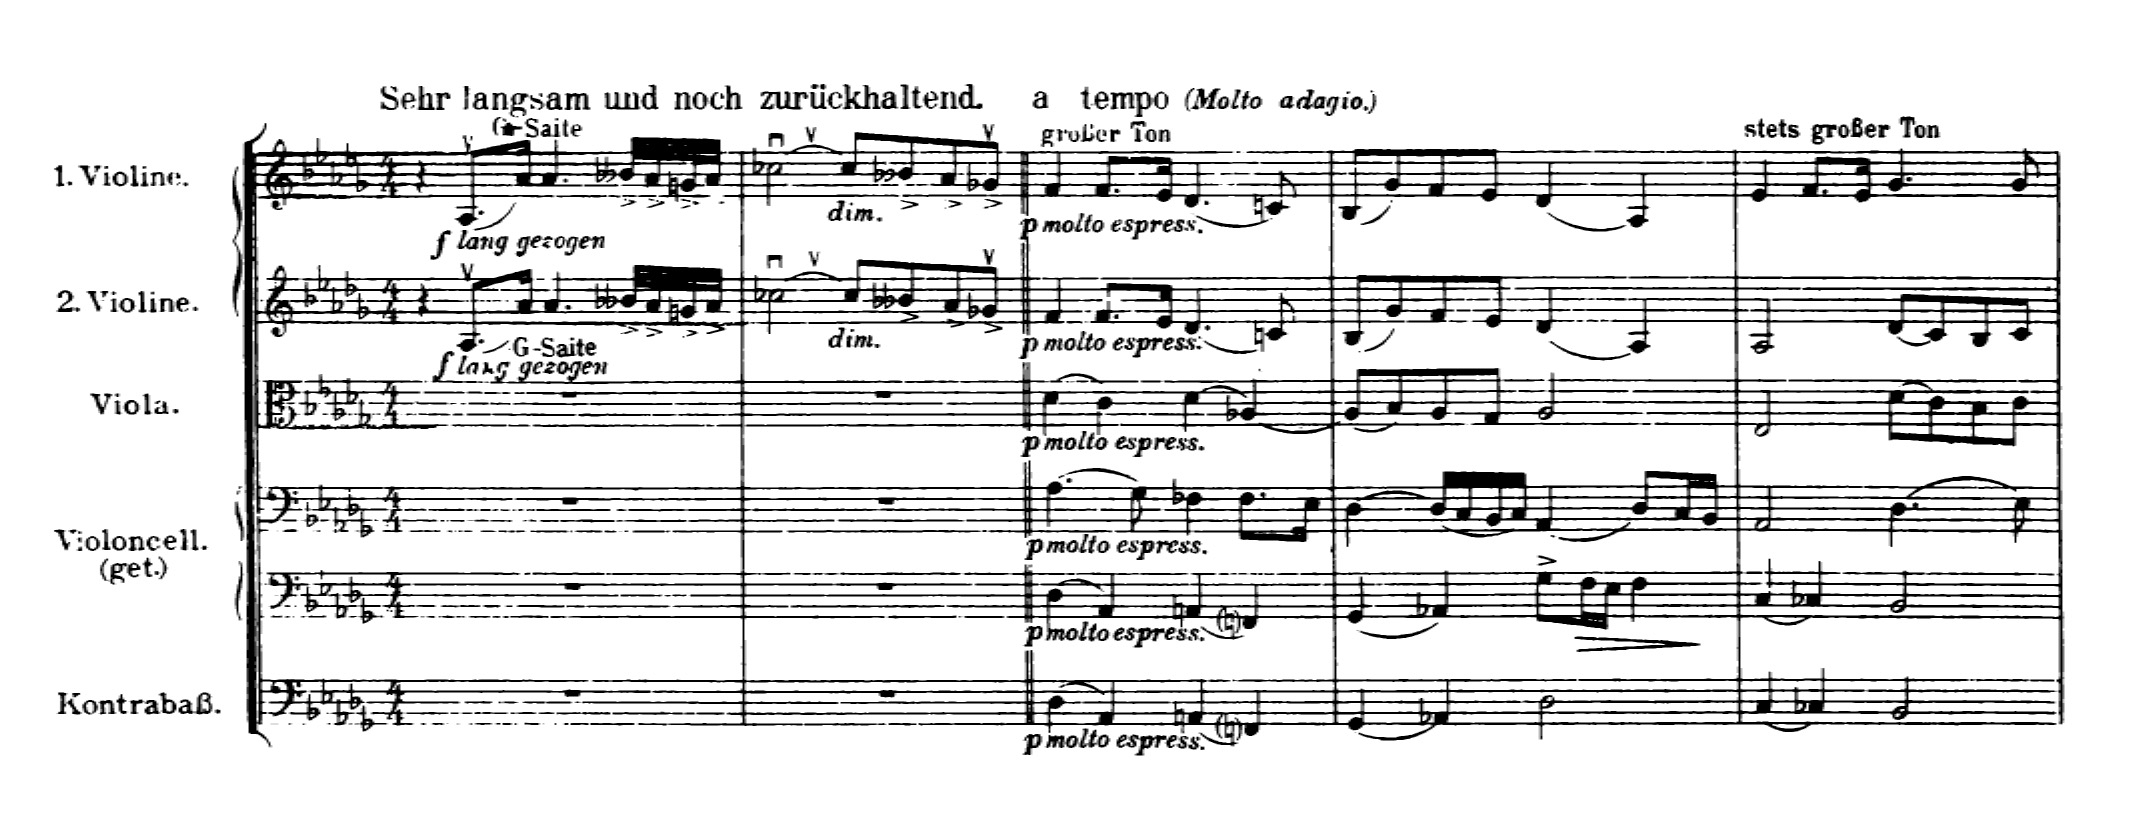 Sehr langsam und noch zurückhaltend. a tempo (Molto adagio.)
G-Saite großer Ton stets großer Ton
1. Violine.
dim.
p molto espress.
f lang gezogen
2. Violine.
dim.
p molto espress.
G-Saite
f lang gezogen
Viola.
p molto espress.
Violoncell.
(get.)
p molto espress.
p molto espress.
Kontrabaß.
p molto espress.